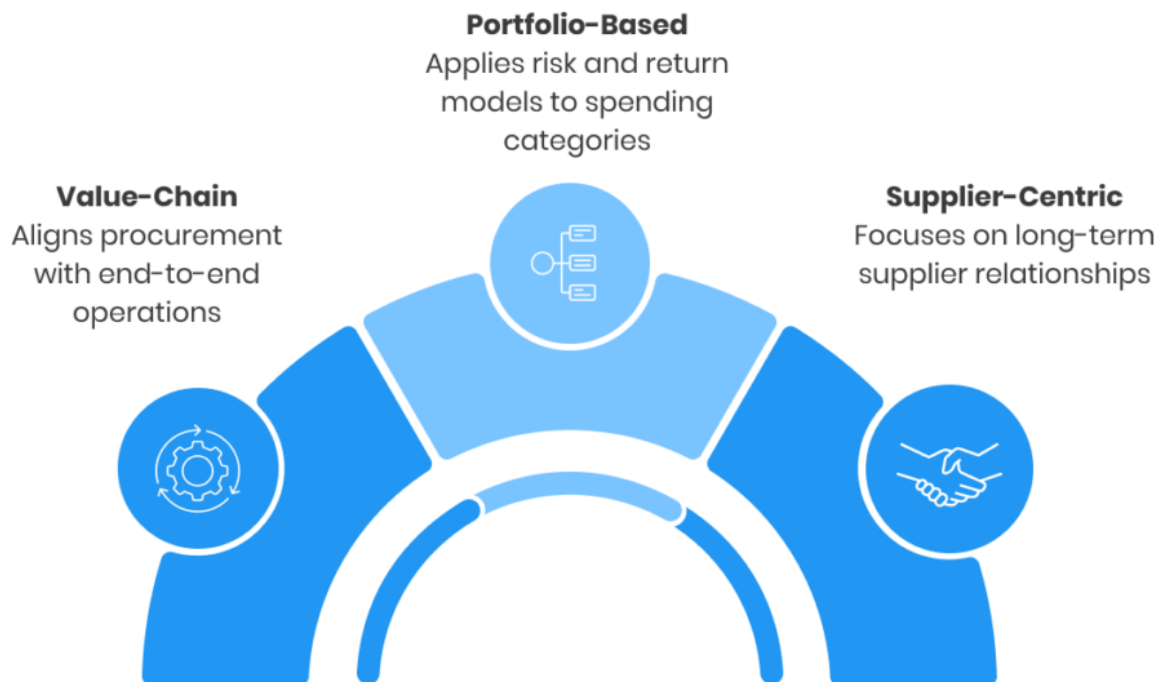 Portfolio-Based
Applies risk and return
models to spending
categories
Value-Chain
Aligns procurement
with end-to-end
operations
Supplier-Centric
Focuses on long-term
supplier relationships